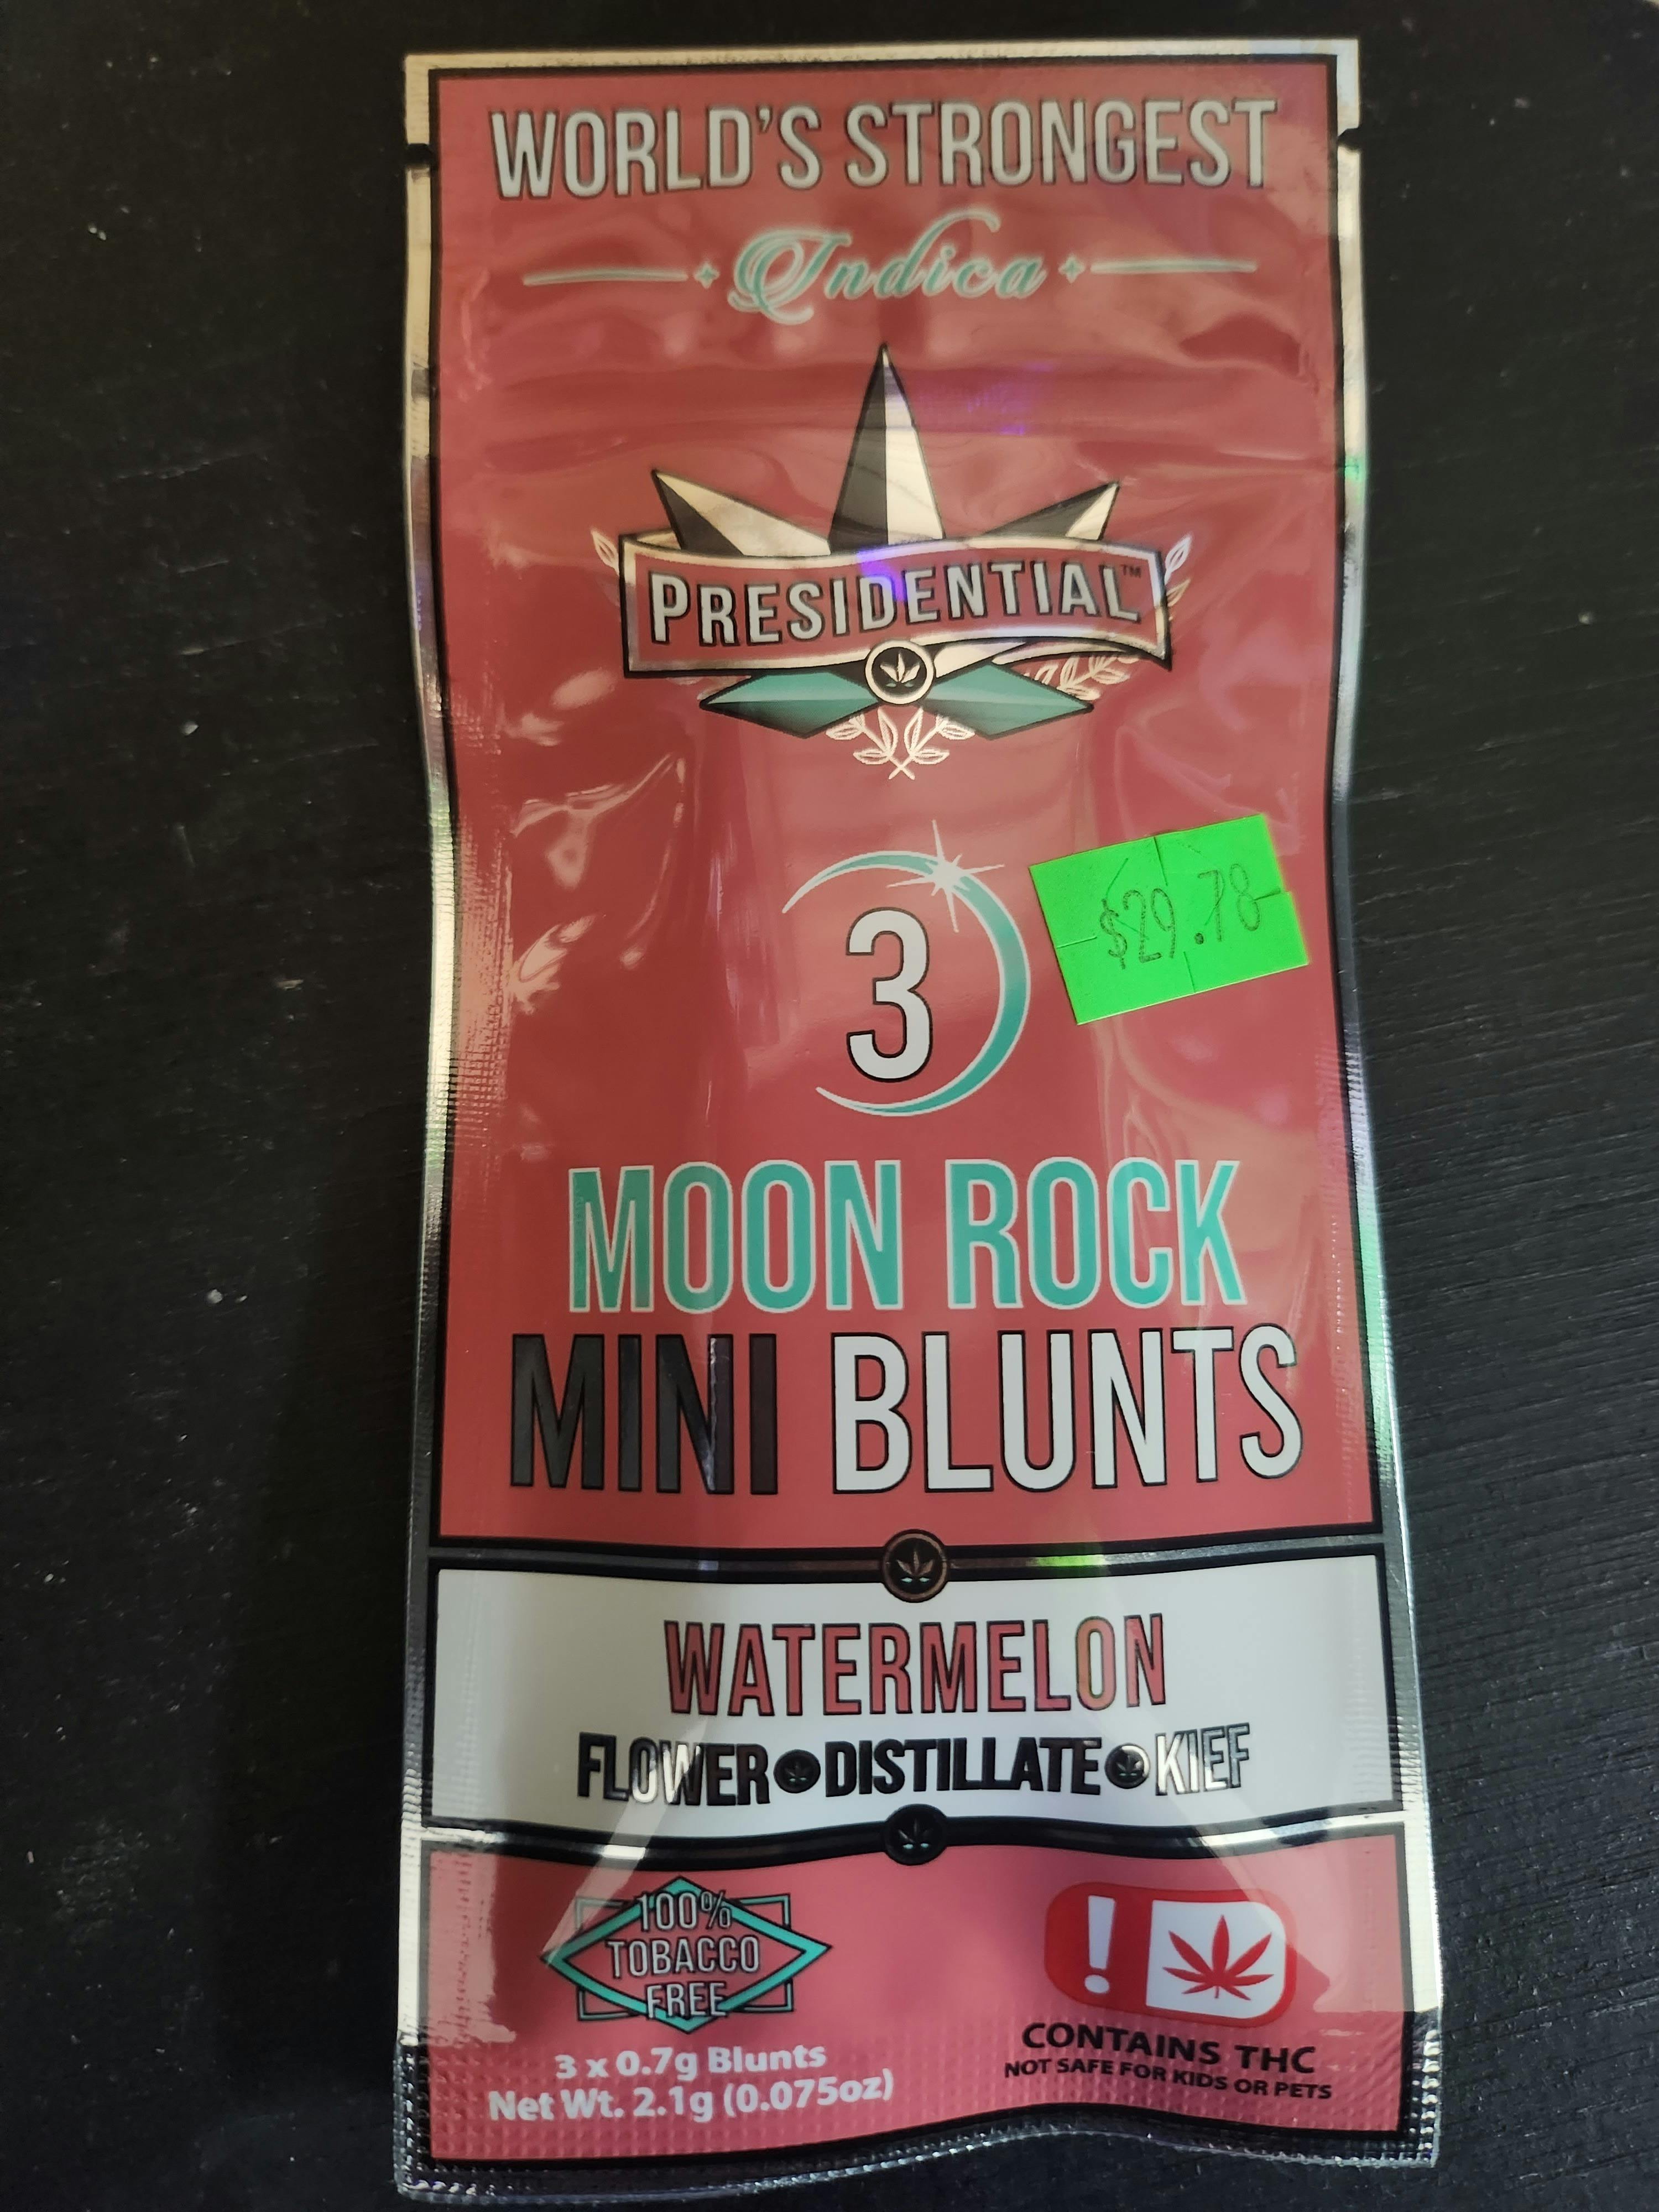 WORLD'S STRONGEST
Indica
PRESIDENTIAL™
3
$29.78
MOON ROCK
MINI BLUNTS
WATERMELON
FLOWER DISTILLATE KIEF
100%
TOBACCO
FREE
3 x 0.7g Blunts
Net Wt. 2.1g (0.075oz)
!
CONTAINS THC
NOT SAFE FOR KIDS OR PETS